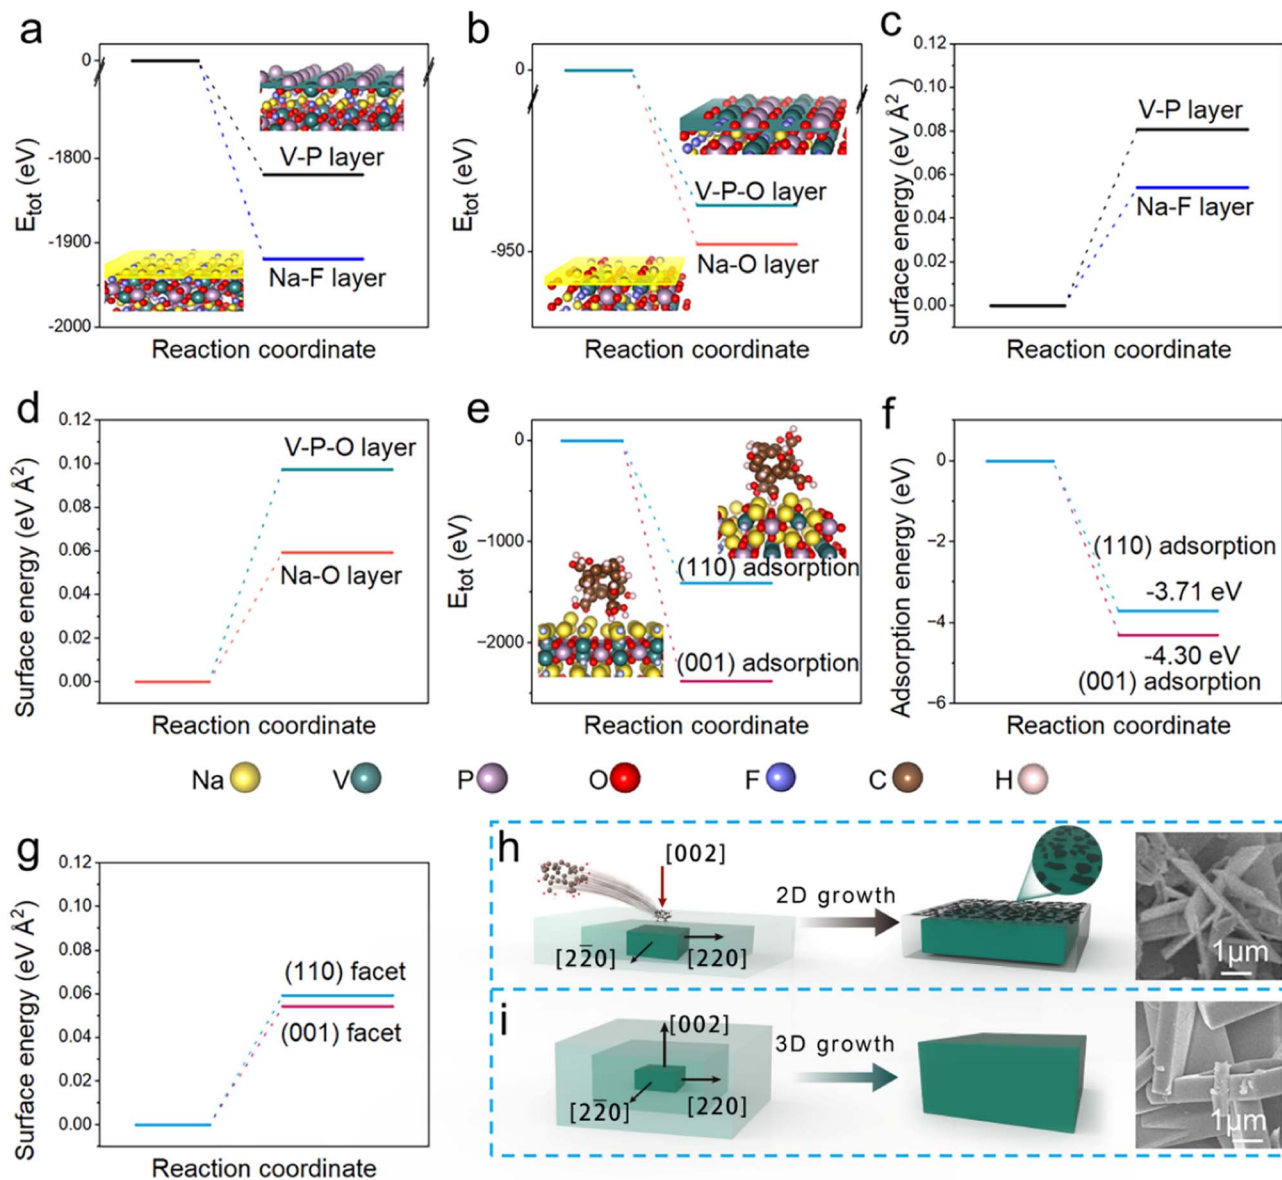 a
0
-1800
-1900
-2000
E_tot (eV)
V-P layer
Na-F layer
Reaction coordinate
b
0
-950
E_tot (eV)
V-P-O layer
Na-O layer
Reaction coordinate
c
0.12
0.08
0.04
0.00
Surface energy (eV Å²)
V-P layer
Na-F layer
Reaction coordinate
d
0.12
0.10
0.08
0.06
0.04
0.02
0.00
Surface energy (eV Å²)
V-P-O layer
Na-O layer
Reaction coordinate
e
0
−1000
−2000
E_tot (eV)
(110) adsorption
(001) adsorption
Reaction coordinate
f
0
−2
−4
−6
Adsorption energy (eV)
(110) adsorption
-3.71 eV
-4.30 eV
(001) adsorption
Reaction coordinate
Na V P O F C H
g
0.12
0.10
0.08
0.06
0.04
0.02
0.00
Surface energy (eV Å²)
(110) facet
(001) facet
Reaction coordinate
h
[002]
[22̄0]
[220]
2D growth
1μm
i
[002]
[22̄0]
[220]
3D growth
1μm